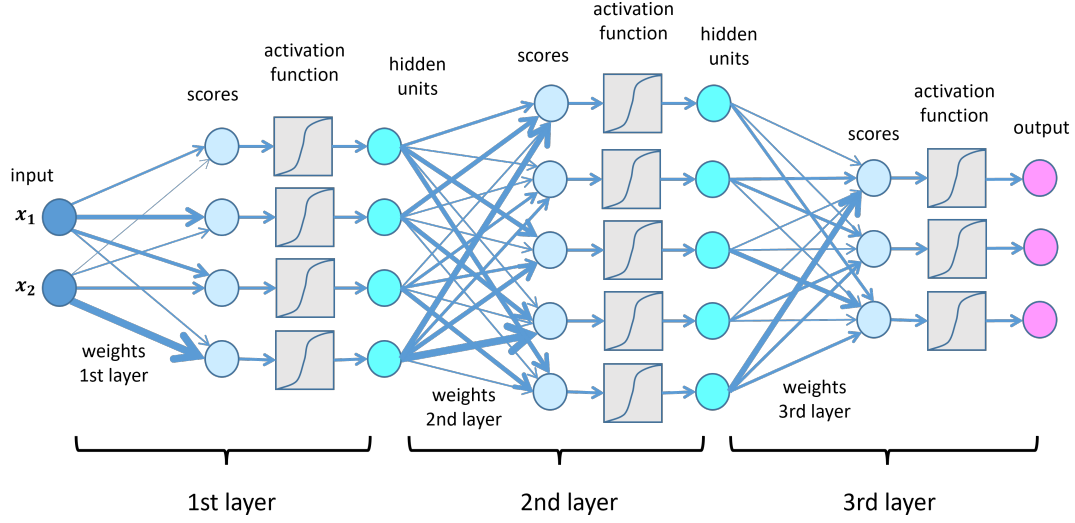 activation
function
activation
function
hidden
units
scores
hidden
units
activation
function
scores
scores
output
input
x₁
x₂
weights
1st layer
weights
2nd layer
weights
3rd layer
1st layer
2nd layer
3rd layer